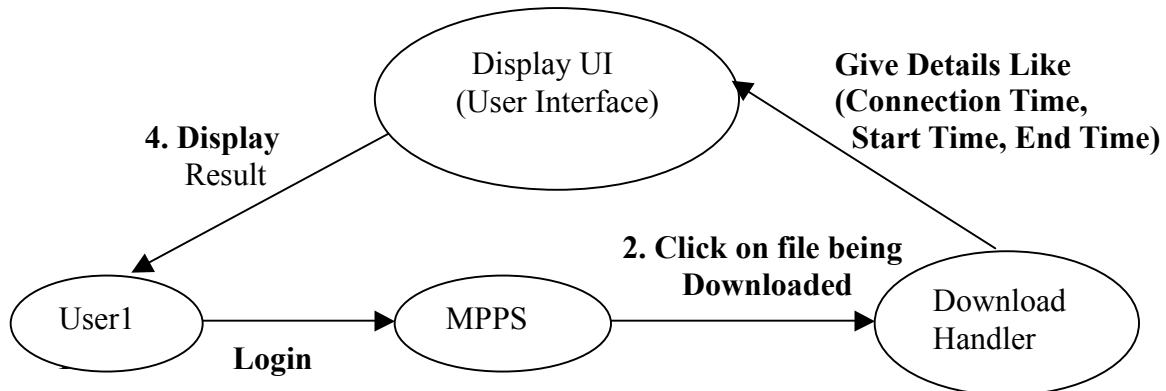 Display UI
(User Interface)
Give Details Like
(Connection Time,
Start Time, End Time)
4. Display
Result
2. Click on file being
Downloaded
User1
MPPS
Download
Handler
Login